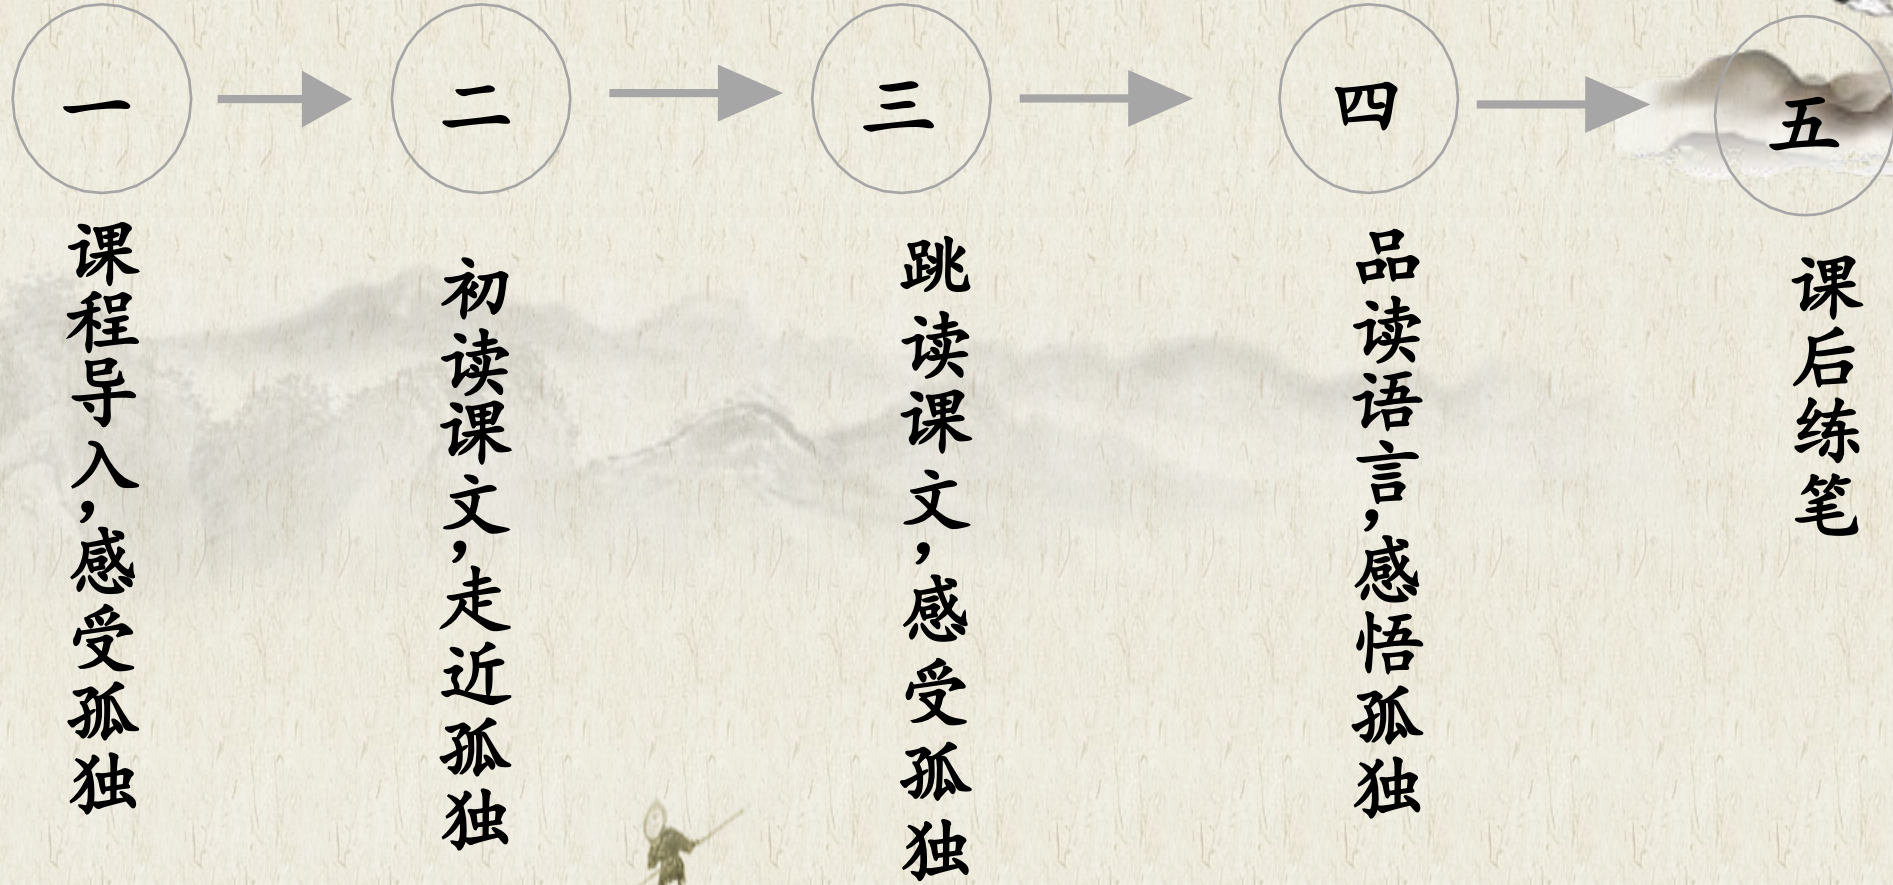 一
课程导入,感受孤独
二
初读课文,走近孤独
三
跳读课文,感受孤独
四
品读语言,感悟孤独
五
课后练笔